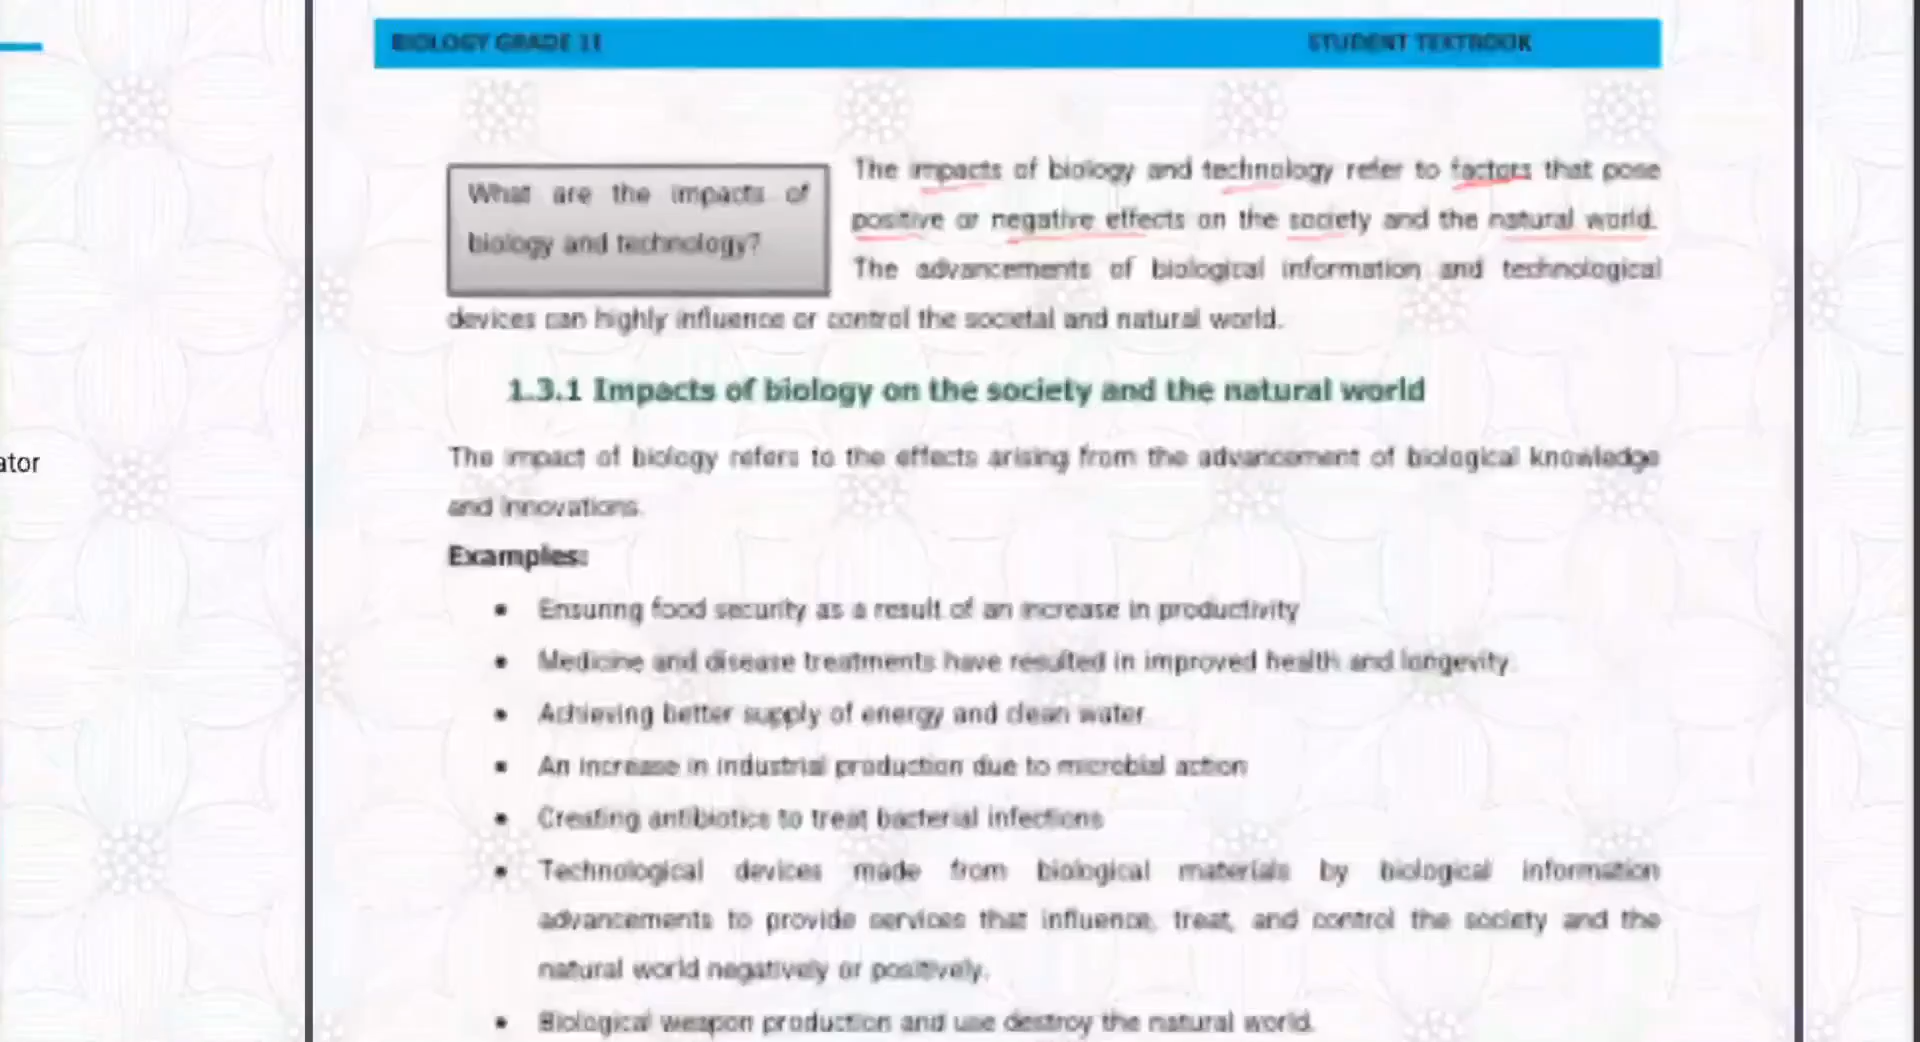 BIOLOGY GRADE 11
STUDENT TEXTBOOK
What are the impacts of
biology and technology?
The impacts of biology and technology refer to factors that pose
positive or negative effects on the society and the natural world.
The advancements of biological information and technological
devices can highly influence or control the societal and natural world.
1.3.1 Impacts of biology on the society and the natural world
ator
The impact of biology refers to the effects arising from the advancement of biological knowledge
and innovations.
Examples:
• Ensuring food security as a result of an increase in productivity
• Medicine and disease treatments have resulted in improved health and longevity.
• Achieving better supply of energy and clean water
• An increase in industrial production due to microbial action
• Creating antibiotics to treat bacterial infections
• Technological devices made from biological materials by biological information
advancements to provide services that influence, treat, and control the society and the
natural world negatively or positively.
• Biological weapon production and use destroy the natural world.